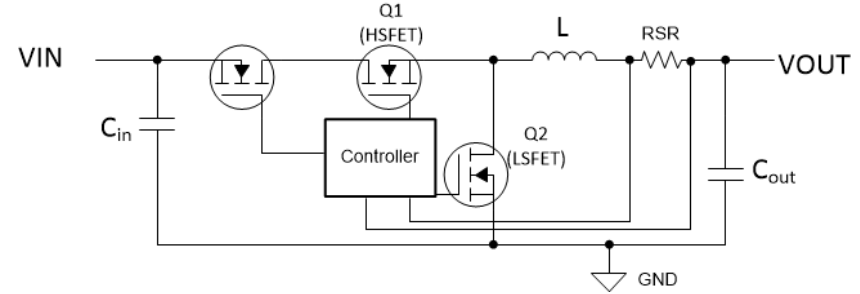 Q1
(HSFET)
L
RSR
VIN
VOUT
Cin
Controller
Q2
(LSFET)
Cout
GND